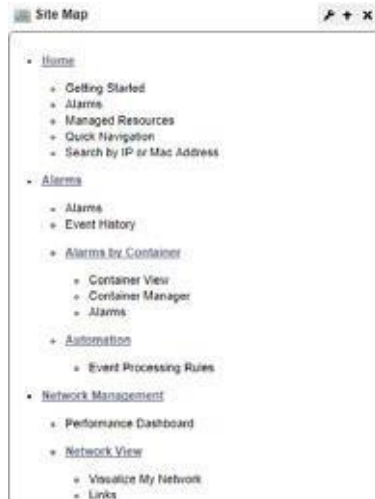 Site Map
Home
Getting Started
Alarms
Managed Resources
Quick Navigation
Search by IP or Mac Address
Alarms
Alarms
Event History
Alarms by Container
Container View
Container Manager
Alarms
Automation
Event Processing Rules
Network Management
Performance Dashboard
Network View
Visualize My Network
Links